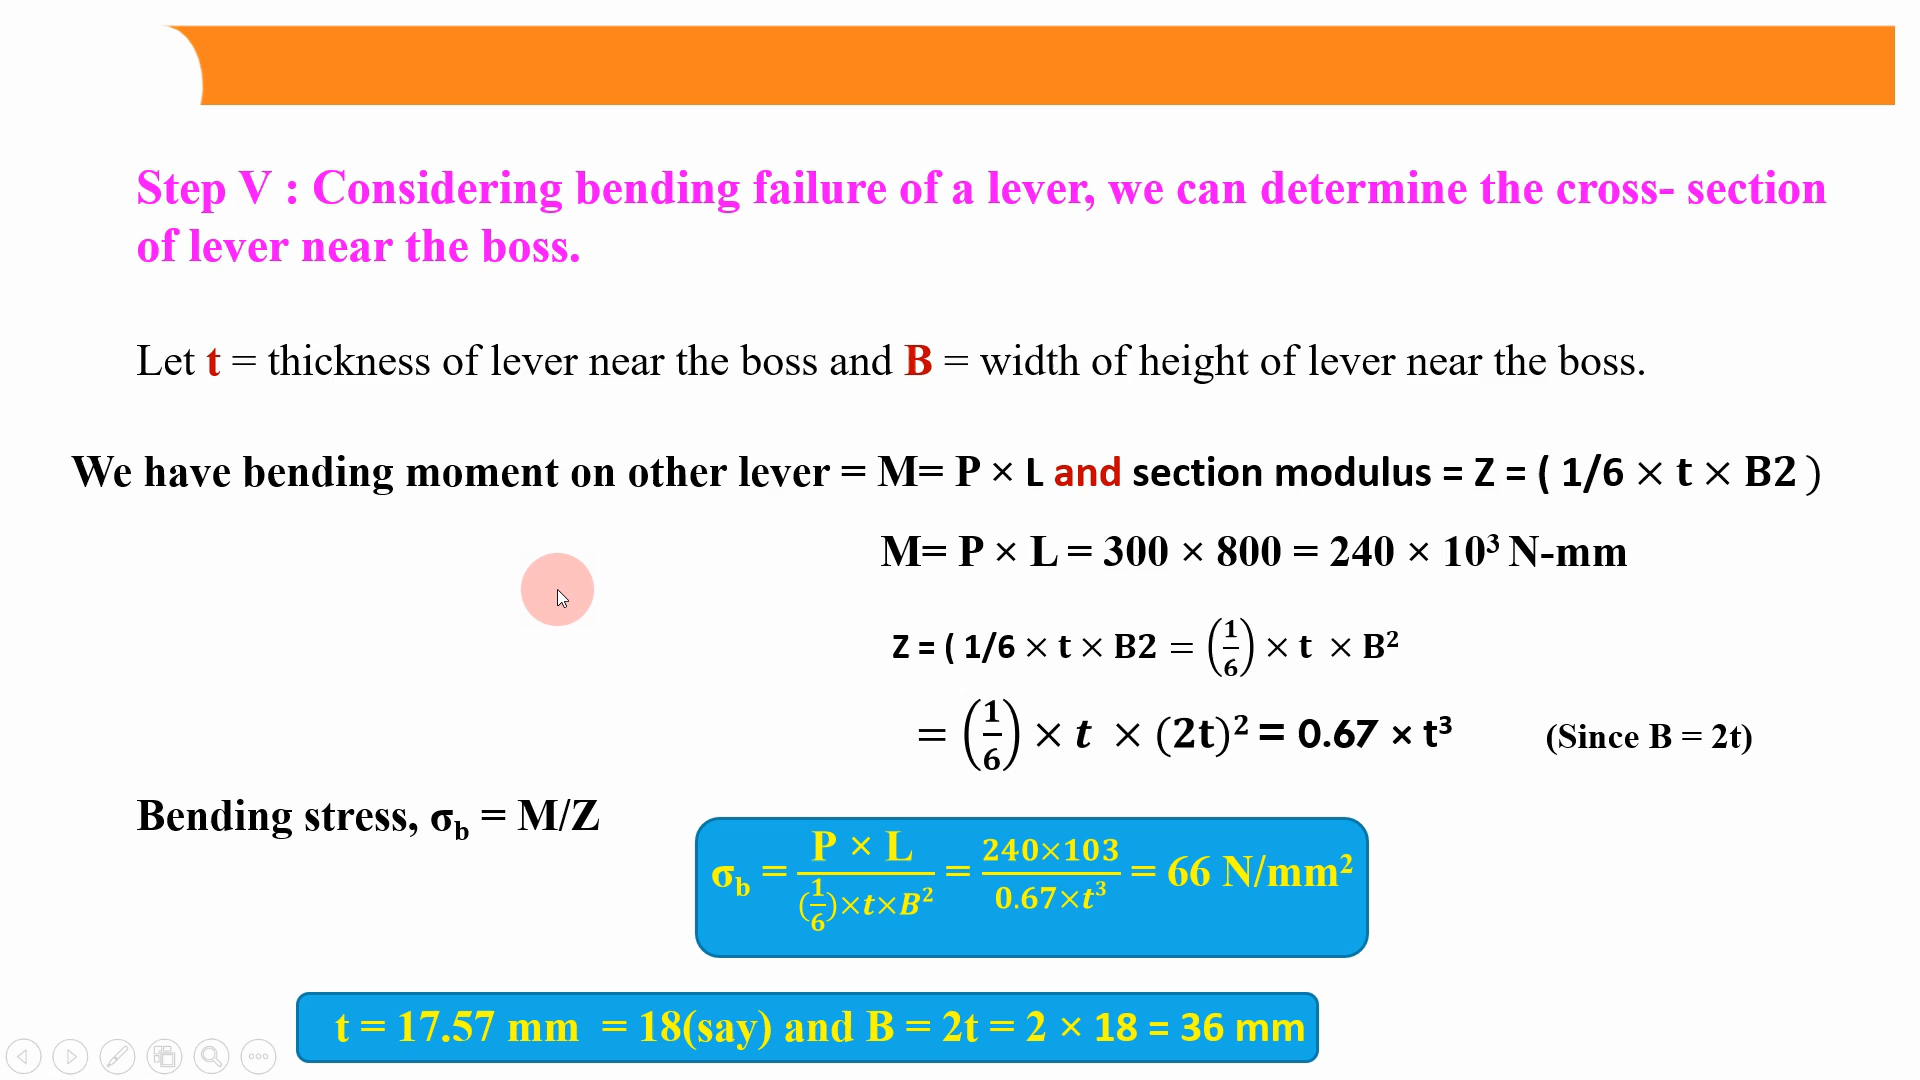 Step V : Considering bending failure of a lever, we can determine the cross- section
of lever near the boss.
Let t = thickness of lever near the boss and B = width of height of lever near the boss.
We have bending moment on other lever = M= P × L and section modulus = Z = ( 1/6 × t × B2 )
M= P × L = 300 × 800 = 240 × 10³ N-mm
Z = ( 1/6 × t × B2 = (1/6) × t × B²
= (1/6) × t × (2t)² = 0.67 × t³ (Since B = 2t)
Bending stress, σb = M/Z
σb = P × L / (1/6)×t×B² = 240×103 / 0.67×t³ = 66 N/mm²
t = 17.57 mm = 18(say) and B = 2t = 2 × 18 = 36 mm